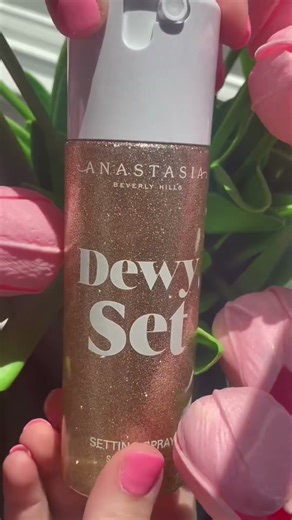 ANASTASIA
BEVERLY HILLS
Dewy
Set
SETTING SPRAY